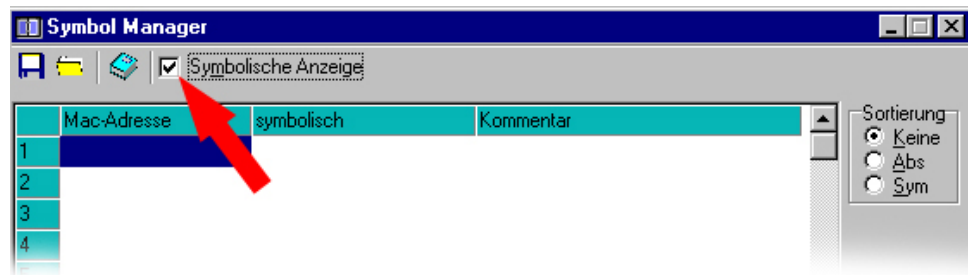 Symbol Manager
Symbolische Anzeige
Mac-Adresse symbolisch Kommentar
Sortierung
Keine
Abs
Sym
1
2
3
4